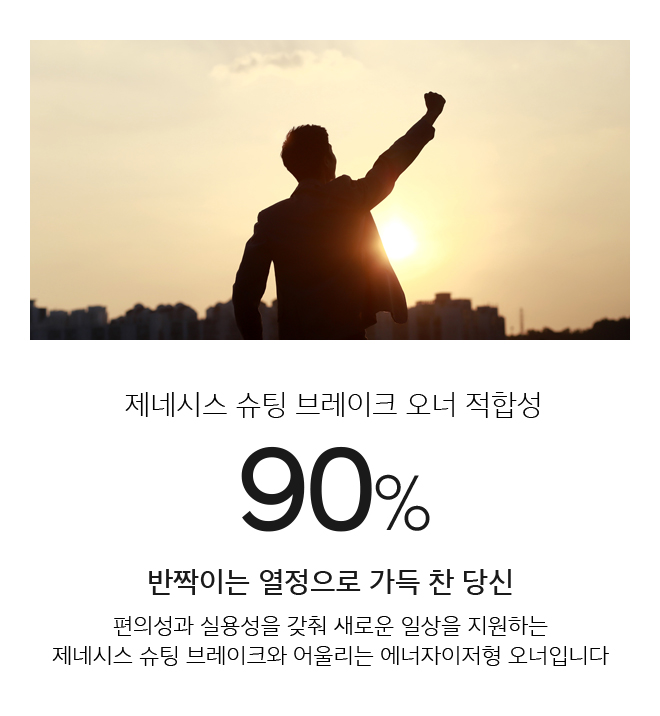 제네시스 슈팅 브레이크 오너 적합성
90%
반짝이는 열정으로 가득 찬 당신
편의성과 실용성을 갖춰 새로운 일상을 지원하는
제네시스 슈팅 브레이크와 어울리는 에너자이저형 오너입니다